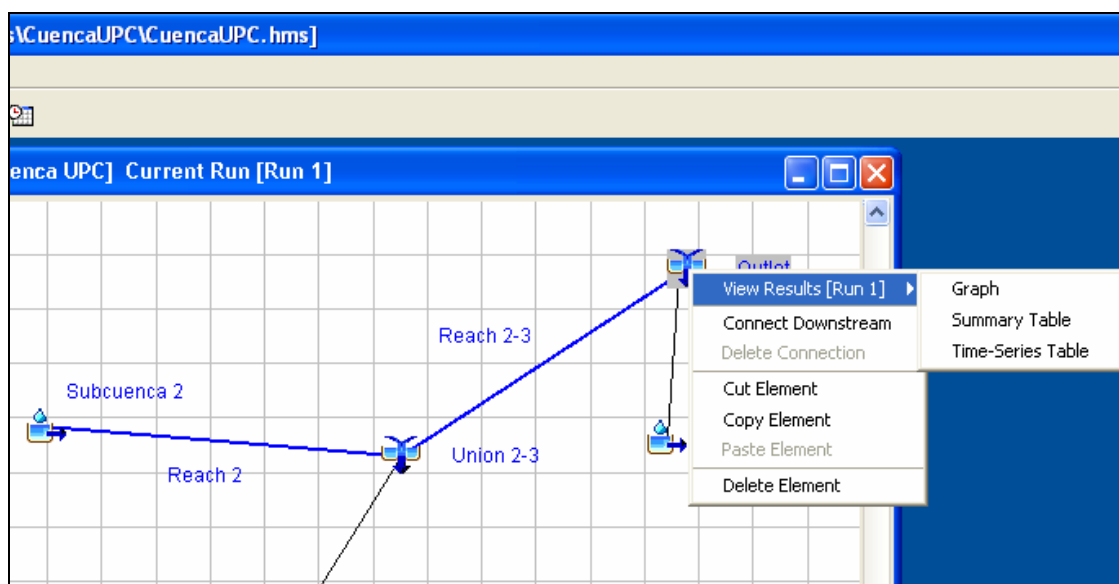 s\CuencaUPC\CuencaUPC.hms]
enca UPC] Current Run [Run 1]
Outlet
View Results [Run 1]
Graph
Connect Downstream
Summary Table
Reach 2-3
Delete Connection
Time-Series Table
Subcuenca 2
Cut Element
Copy Element
Union 2-3
Paste Element
Reach 2
Delete Element